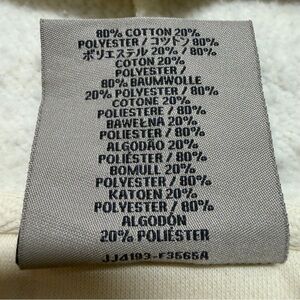 80% COTTON 20%
POLYESTER / コットン 80%
ポリエステル 20% / 80%
COTON 20%
POLYESTER /
80% BAUMWOLLE
20% POLYESTER / 80%
COTONE 20%
POLIESTERE / 80%
BAWEŁNA 20%
POLIESTER / 80%
ALGODÃO 20%
POLIÉSTER / 80%
BOMULL 20%
POLYESTER / 80%
KATOEN 20%
POLYESTER / 80%
ALGODÓN
20% POLIÉSTER
JJ4193-F3565A